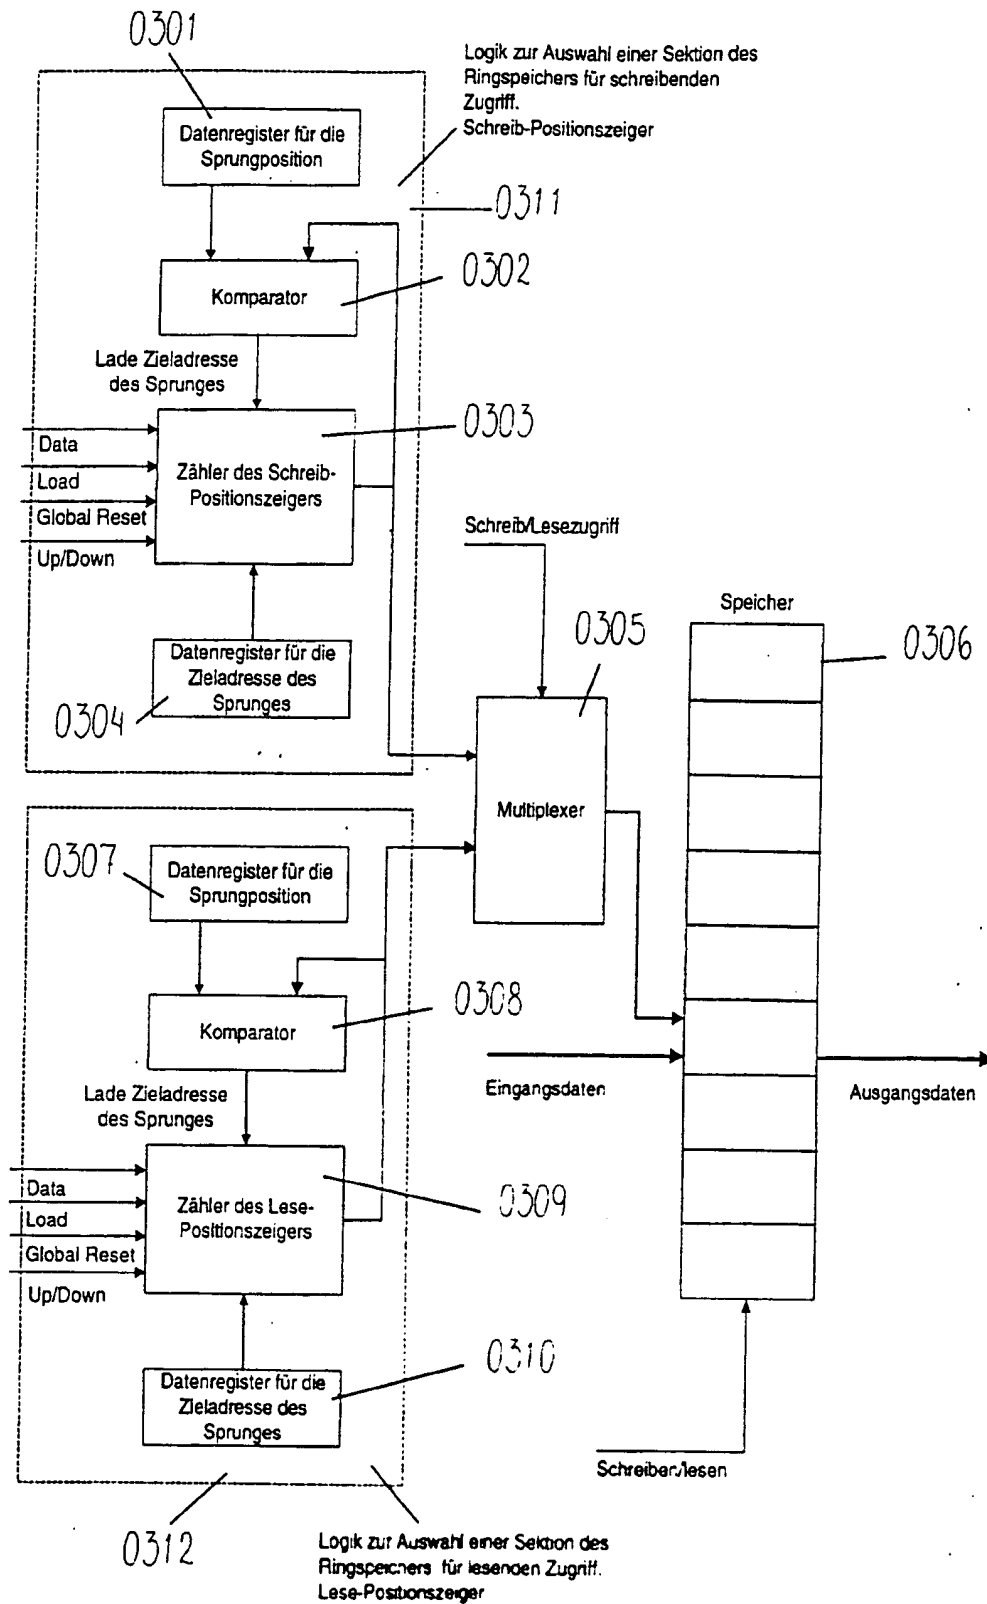 0301
Logik zur Auswahl einer Sektion des
Ringspeichers für schreibenden
Zugriff.
Schreib-Positionszeiger
Datenregister für die
Sprungposition
0311
0302
Komparator
Lade Zieladresse
des Sprunges
0303
Data
Load
Global Reset
Up/Down
Zähler des Schreib-
Positionszeigers
Schreib/Lesezugriff
Datenregister für die
Zieladresse des
Sprunges
0304
0305
Speicher
0306
Multiplexer
0307
Datenregister für die
Sprungposition
0308
Komparator
Lade Zieladresse
des Sprunges
Eingangsdaten
Ausgangsdaten
Data
Load
Global Reset
Up/Down
Zähler des Lese-
Positionszeigers
0309
0310
Datenregister für die
Zieladresse des
Sprunges
Schreiben/lesen
0312
Logik zur Auswahl einer Sektion des
Ringspeichers für lesenden Zugriff.
Lese-Positionszeiger